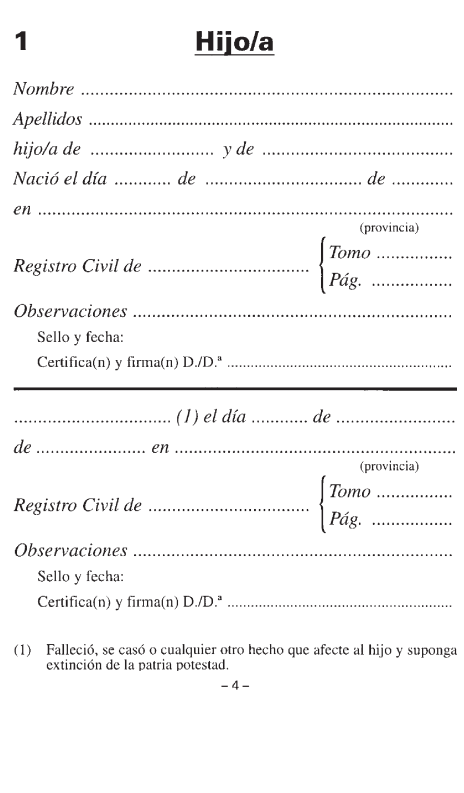 1 Hijo/a
Nombre ................................................................
Apellidos ................................................................
hijo/a de ........................ y de ....................................
Nació el día ............ de ................................ de ............
en ........................................................................
(provincia)
Registro Civil de ................................. { Tomo ................
Pág. .................
Observaciones ................................................................
Sello y fecha:
Certifica(n) y firma(n) D./D.ª ................................................................
................................ (1) el día ............ de ........................
de ....................... en ................................................
(provincia)
Registro Civil de ................................. { Tomo ................
Pág. .................
Observaciones ................................................................
Sello y fecha:
Certifica(n) y firma(n) D./D.ª ................................................................
(1) Falleció, se casó o cualquier otro hecho que afecte al hijo y suponga
extinción de la patria potestad.
– 4 –